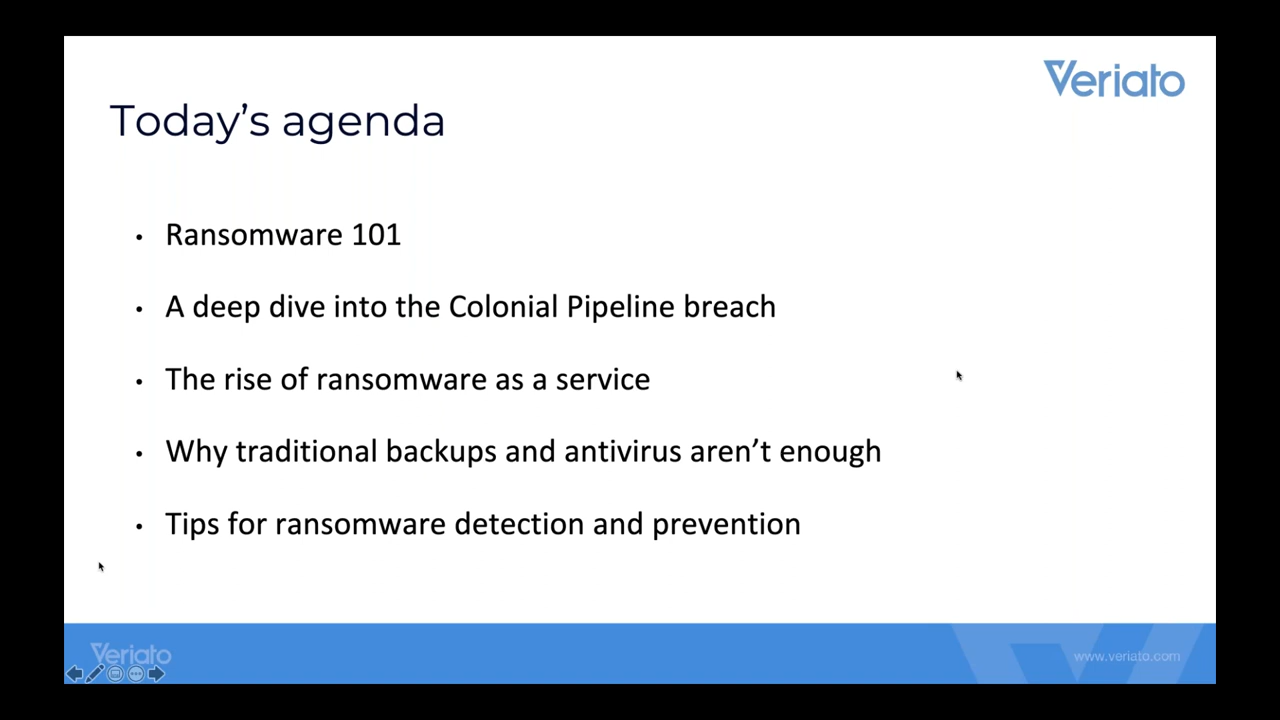 Veriato
Today’s agenda
• Ransomware 101
• A deep dive into the Colonial Pipeline breach
• The rise of ransomware as a service
• Why traditional backups and antivirus aren’t enough
• Tips for ransomware detection and prevention
Veriato
www.veriato.com